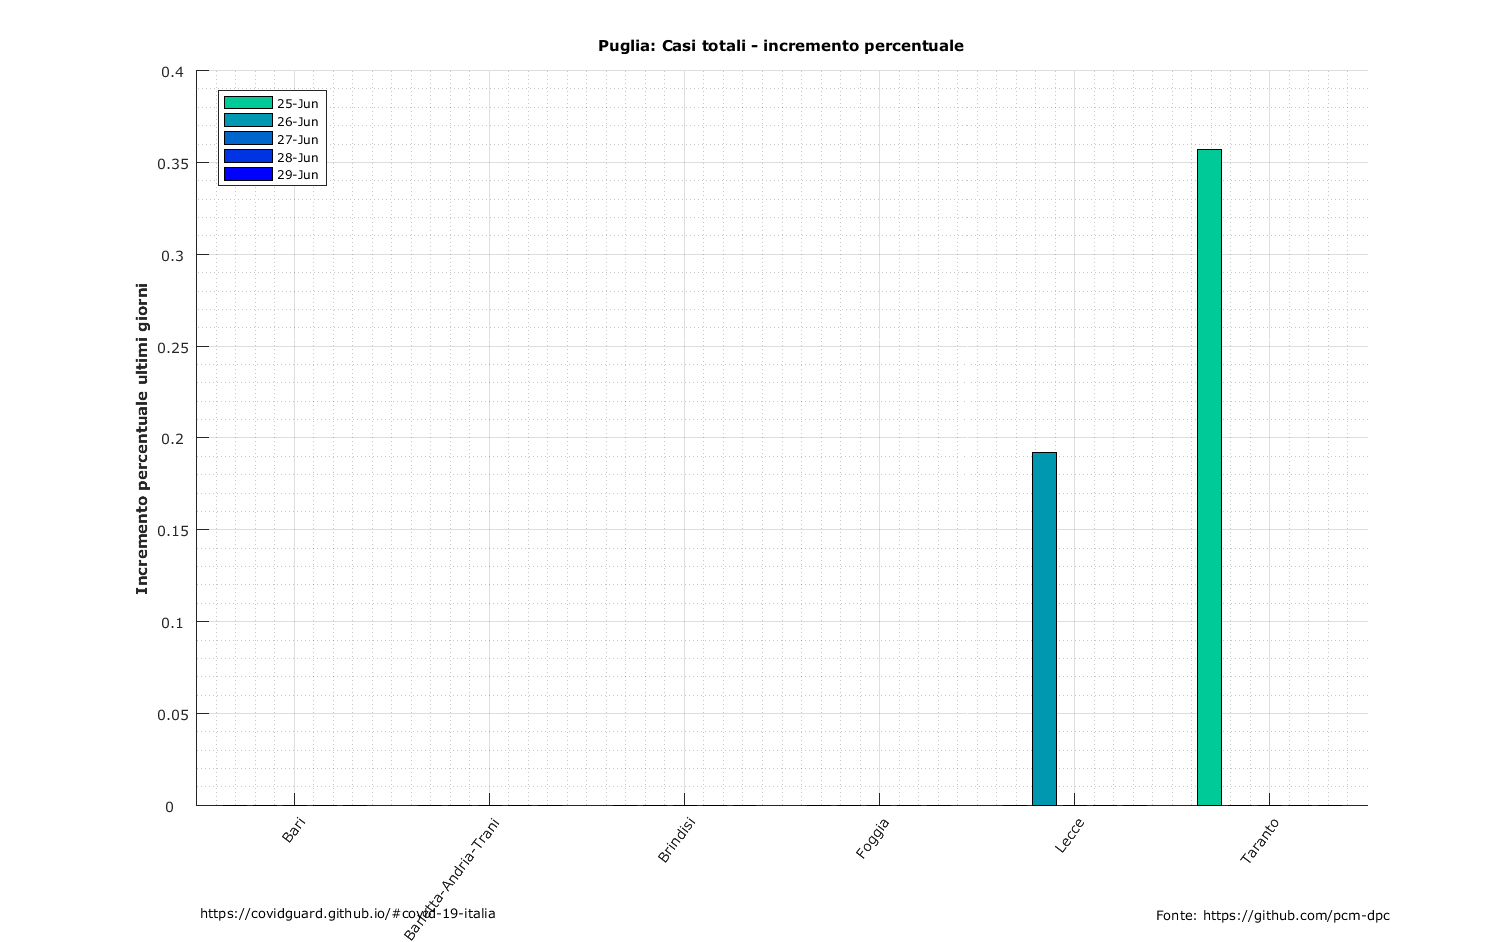 Puglia: Casi totali - incremento percentuale
0.4
0.35
0.3
0.25
0.2
0.15
0.1
0.05
0
25-Jun
26-Jun
27-Jun
28-Jun
29-Jun
Incremento percentuale ultimi giorni
Bari
Barletta-Andria-Trani
Brindisi
Foggia
Lecce
Taranto
https://covidguard.github.io/#covid-19-italia
Fonte: https://github.com/pcm-dpc